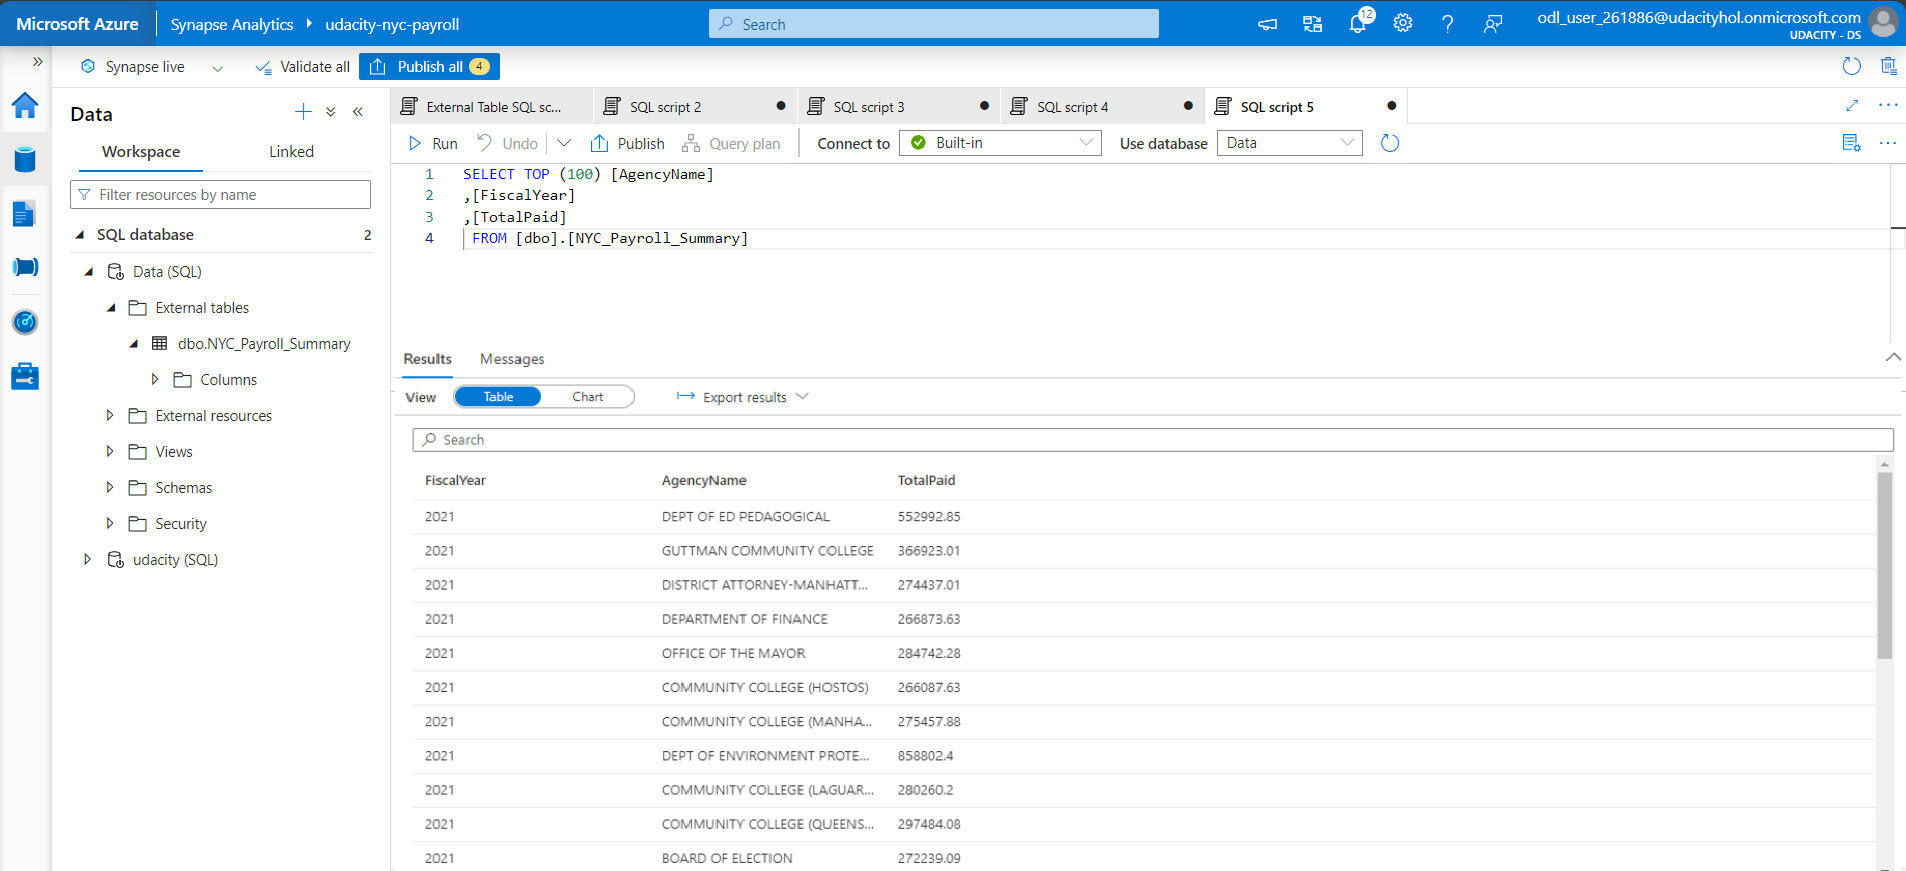 Microsoft Azure Synapse Analytics udacity-nyc-payroll Search 12 odl_user_261886@udacityhol.onmicrosoft.com
UDACITY - DS
Synapse live Validate all Publish all 4
Data
Workspace Linked
Filter resources by name
SQL database 2
Data (SQL)
External tables
dbo.NYC_Payroll_Summary
Columns
External resources
Views
Schemas
Security
udacity (SQL)
External Table SQL sc... SQL script 2 SQL script 3 SQL script 4 SQL script 5
Run Undo Publish Query plan Connect to Built-in Use database Data
1 SELECT TOP (100) [AgencyName]
2 ,[FiscalYear]
3 ,[TotalPaid]
4 FROM [dbo].[NYC_Payroll_Summary]
Results Messages
View Table Chart Export results
Search
FiscalYear AgencyName TotalPaid
2021 DEPT OF ED PEDAGOGICAL 552992.85
2021 GUTTMAN COMMUNITY COLLEGE 366923.01
2021 DISTRICT ATTORNEY-MANHATT... 274437.01
2021 DEPARTMENT OF FINANCE 266873.63
2021 OFFICE OF THE MAYOR 284742.28
2021 COMMUNITY COLLEGE (HOSTOS) 266087.63
2021 COMMUNITY COLLEGE (MANHA... 275457.88
2021 DEPT OF ENVIRONMENT PROTE... 858802.4
2021 COMMUNITY COLLEGE (LAGUAR... 280260.2
2021 COMMUNITY COLLEGE (QUEENS... 297484.08
2021 BOARD OF ELECTION 272239.09